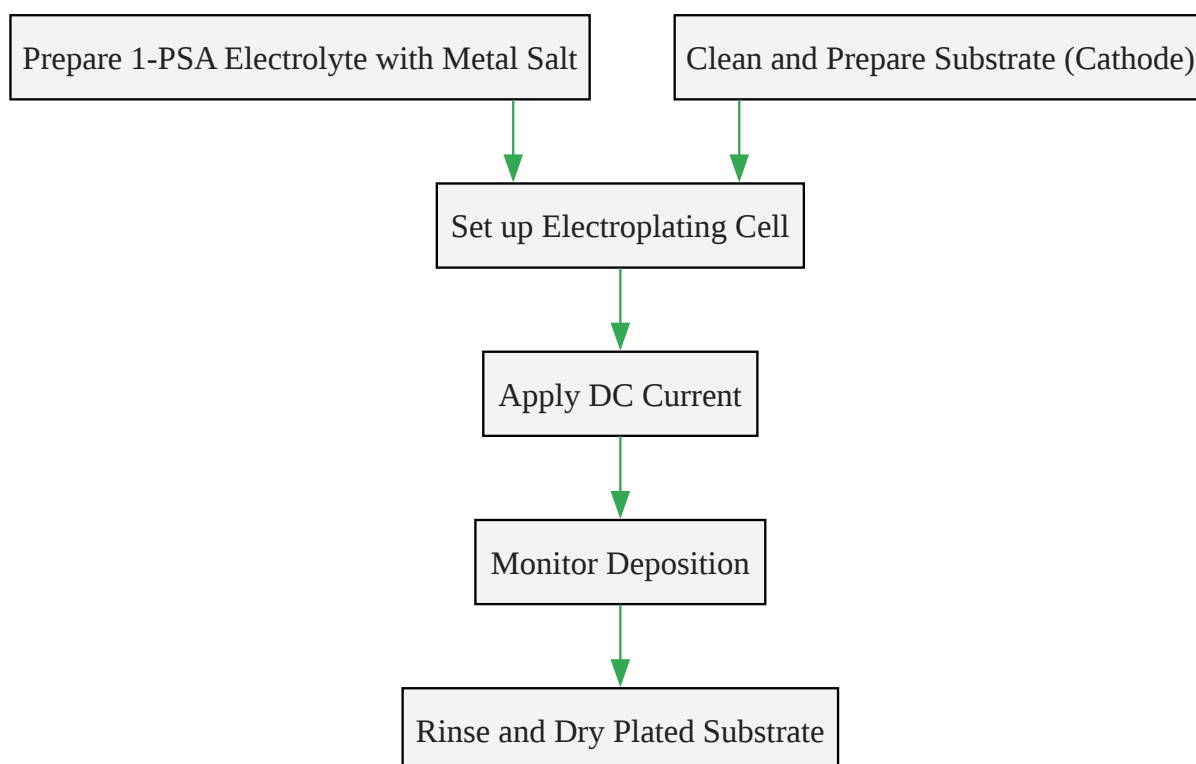 Prepare 1-PSA Electrolyte with Metal Salt
Clean and Prepare Substrate (Cathode)
Set up Electroplating Cell
Apply DC Current
Monitor Deposition
Rinse and Dry Plated Substrate